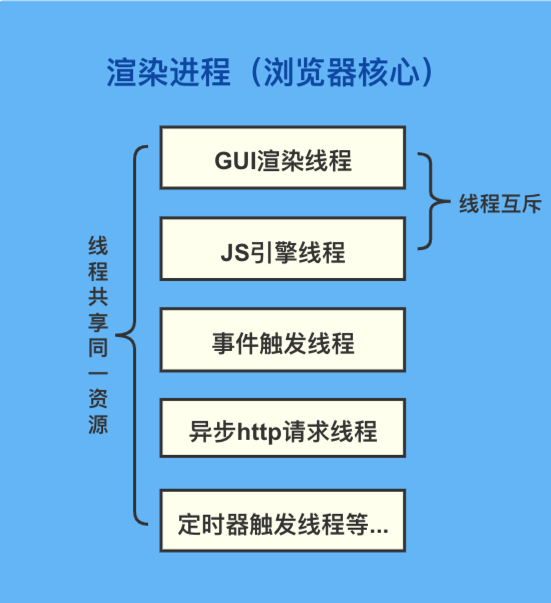 渲染进程（浏览器核心）
GUI渲染线程
JS引擎线程
线程互斥
线程共享同一资源
事件触发线程
异步http请求线程
定时器触发线程等...